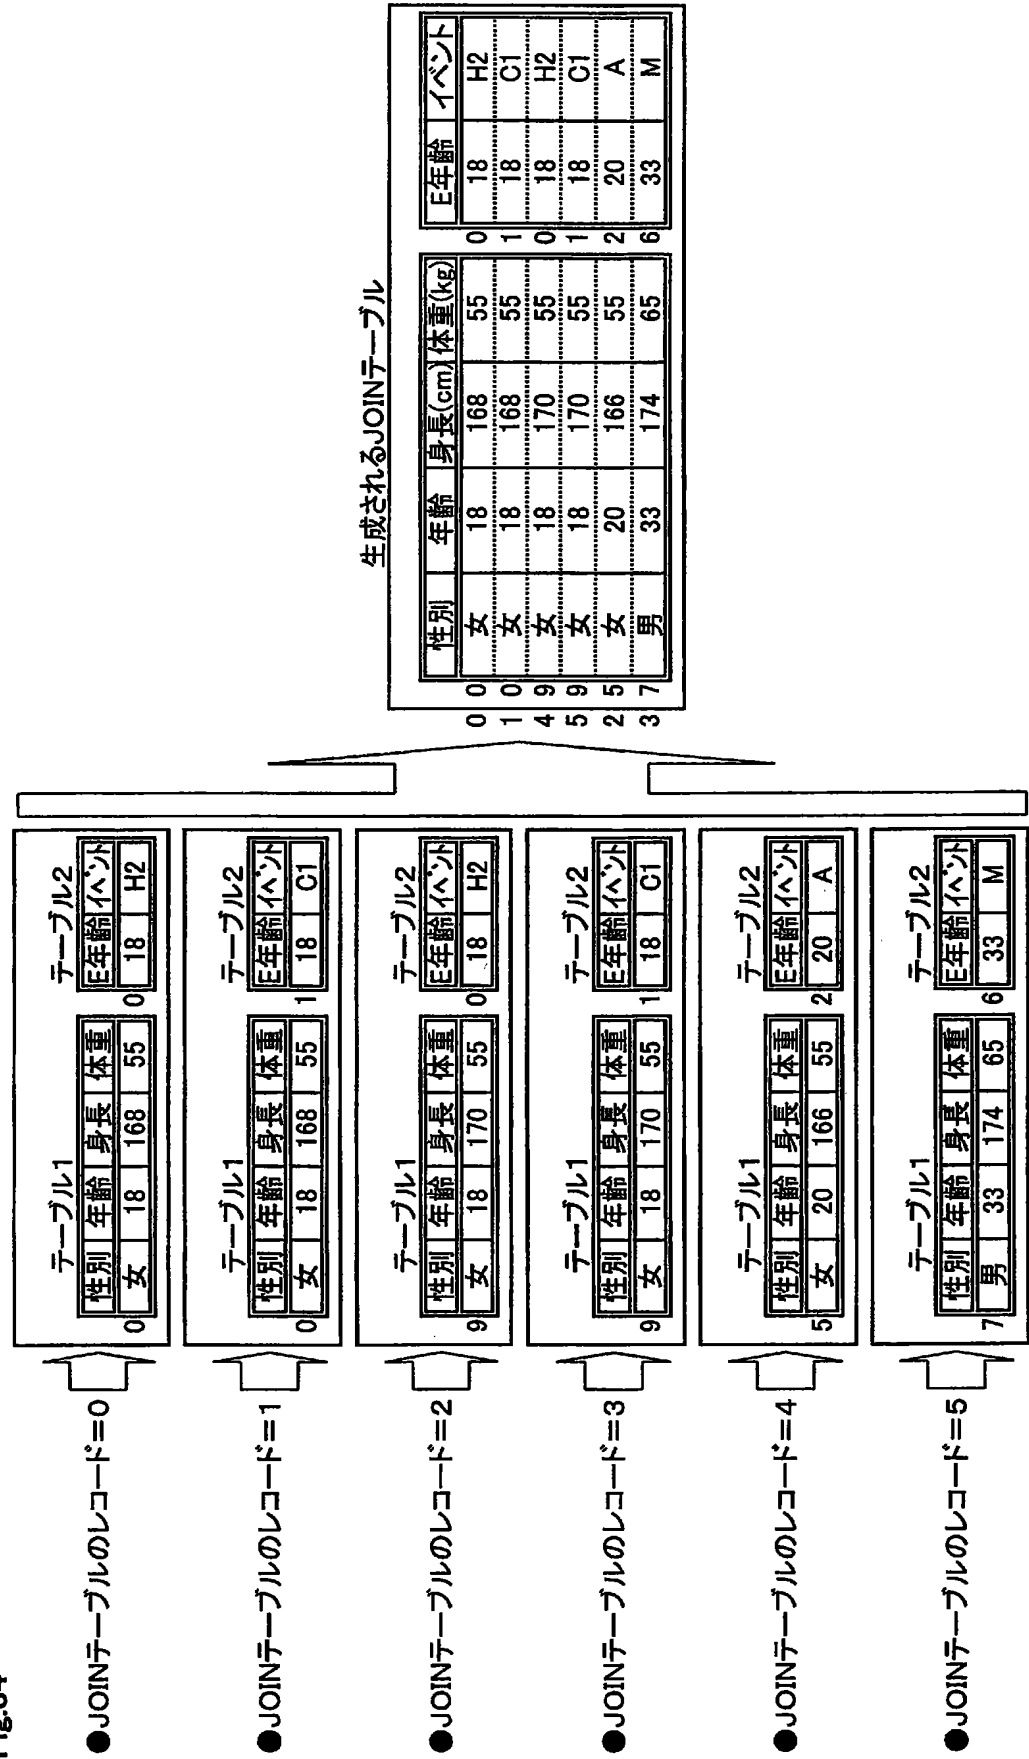 Fig.
●JOINテーブルのレコード=0
テーブル1 テーブル2
性別 年齢 身長 体重 E年齢 イベント
0 女 18 168 55 0 18 H2
●JOINテーブルのレコード=1
テーブル1 テーブル2
性別 年齢 身長 体重 E年齢 イベント
0 女 18 168 55 1 18 C1
●JOINテーブルのレコード=2
テーブル1 テーブル2
性別 年齢 身長 体重 E年齢 イベント
9 女 18 170 55 0 18 H2
●JOINテーブルのレコード=3
テーブル1 テーブル2
性別 年齢 身長 体重 E年齢 イベント
9 女 18 170 55 1 18 C1
●JOINテーブルのレコード=4
テーブル1 テーブル2
性別 年齢 身長 体重 E年齢 イベント
5 女 20 166 55 2 20 A
●JOINテーブルのレコード=5
テーブル1 テーブル2
性別 年齢 身長 体重 E年齢 イベント
7 男 33 174 65 6 33 M
生成されるJOINテーブル
性別 年齢 身長(cm) 体重(kg) E年齢 イベント
0 0 女 18 168 55 0 18 H2
1 0 女 18 168 55 1 18 C1
4 9 女 18 170 55 0 18 H2
5 9 女 18 170 55 1 18 C1
2 5 女 20 166 55 2 20 A
3 7 男 33 174 65 6 33 M